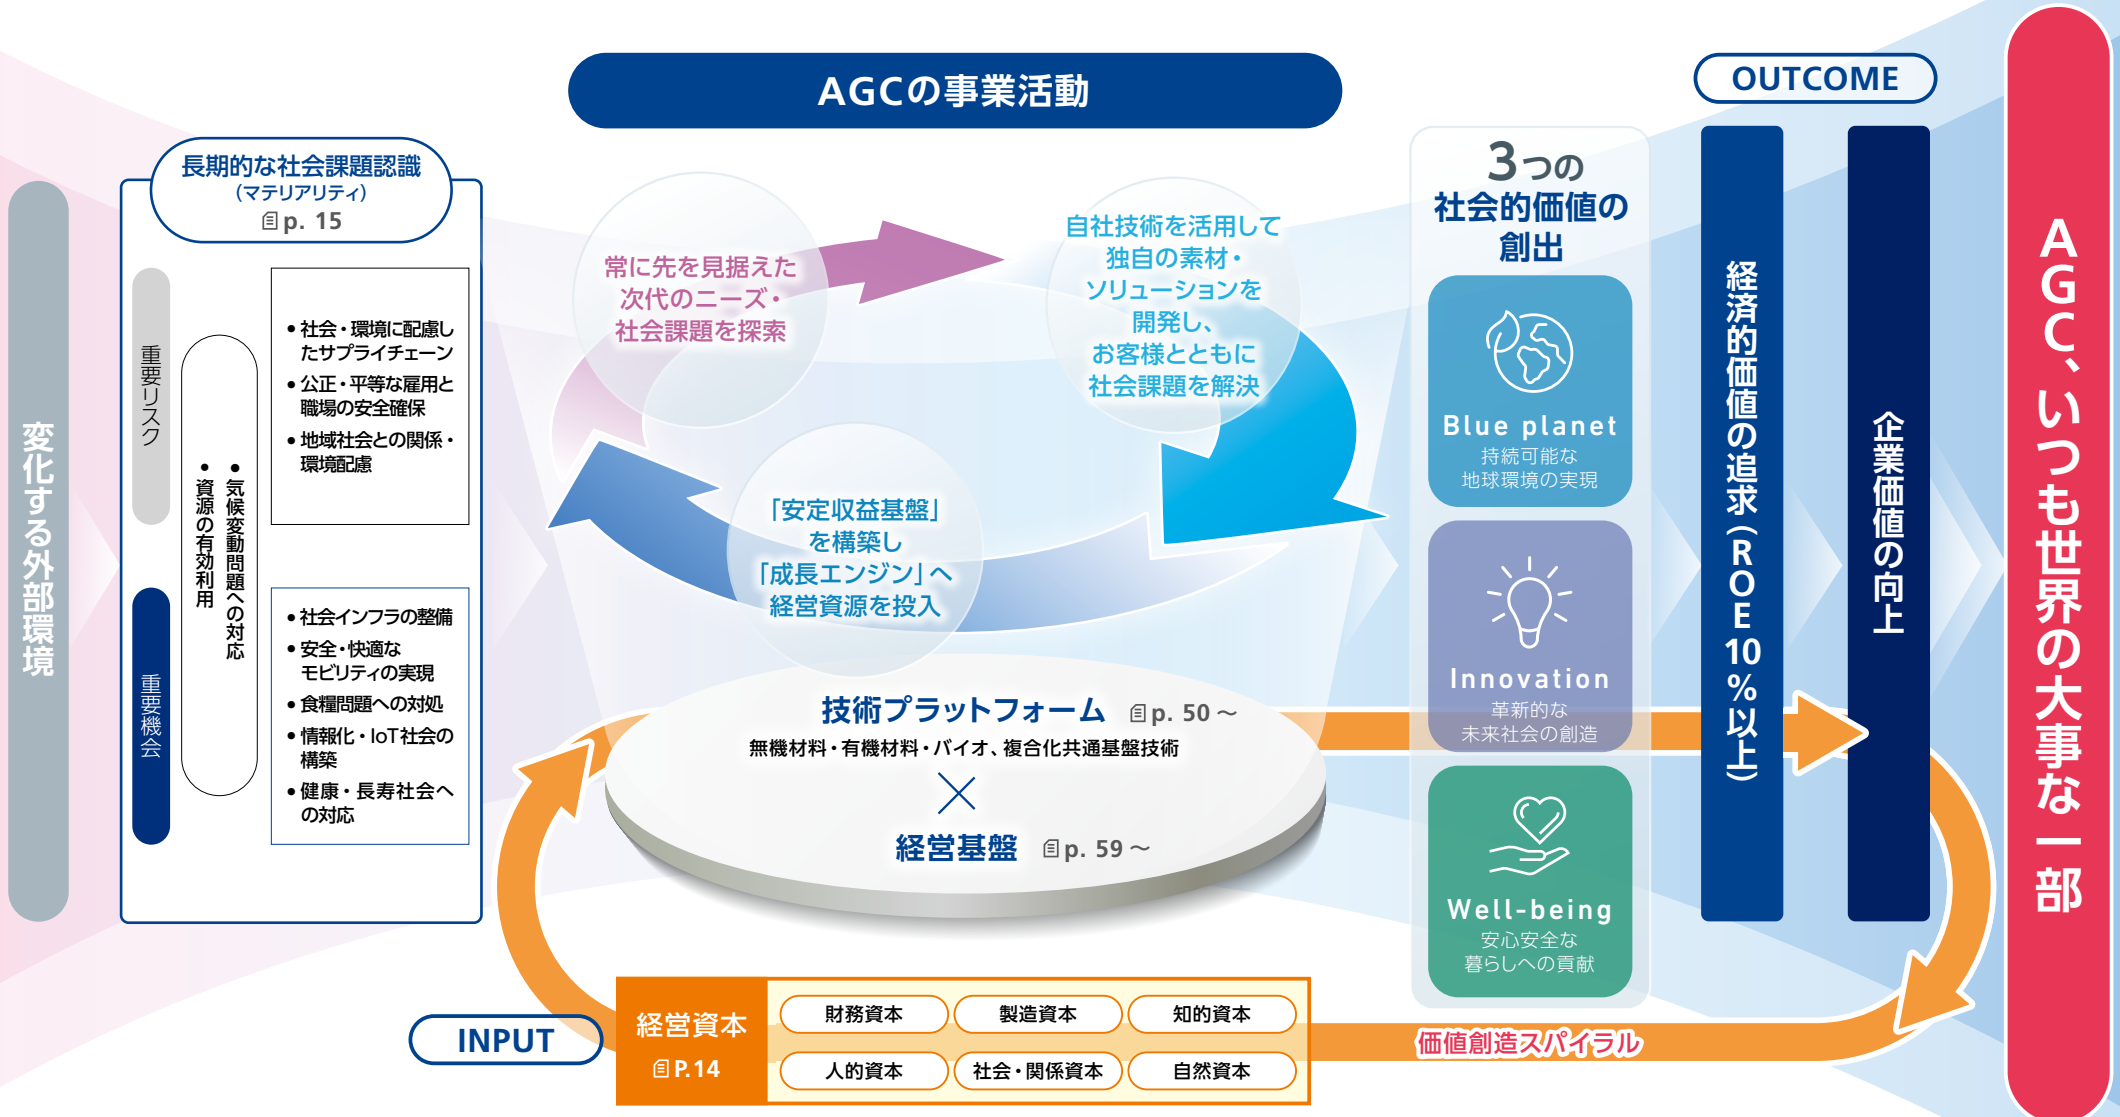 変化する外部環境
長期的な社会課題認識
（マテリアリティ）
p. 15
重要リスク
重要機会
• 気候変動問題への対応
• 資源の有効利用
• 社会・環境に配慮し
たサプライチェーン
• 公正・平等な雇用と
職場の安全確保
• 地域社会との関係・
環境配慮
• 社会インフラの整備
• 安全・快適な
モビリティの実現
• 食糧問題への対処
• 情報化・IoT社会の
構築
• 健康・長寿社会へ
の対応
AGCの事業活動
常に先を見据えた
次代のニーズ・
社会課題を探索
自社技術を活用して
独自の素材・
ソリューションを
開発し、
お客様とともに
社会課題を解決
「安定収益基盤」
を構築し
「成長エンジン」へ
経営資源を投入
技術プラットフォーム p. 50～
無機材料・有機材料・バイオ、複合化共通基盤技術
×
経営基盤 p. 59～
INPUT
経営資本
P.14
財務資本
製造資本
知的資本
人的資本
社会・関係資本
自然資本
価値創造スパイラル
3つの
社会的価値の
創出
Blue planet
持続可能な
地球環境の実現
Innovation
革新的な
未来社会の創造
Well-being
安心安全な
暮らしへの貢献
OUTCOME
経済的価値の追求（ROE10%以上）
企業価値の向上
AGC、いつも世界の大事な一部